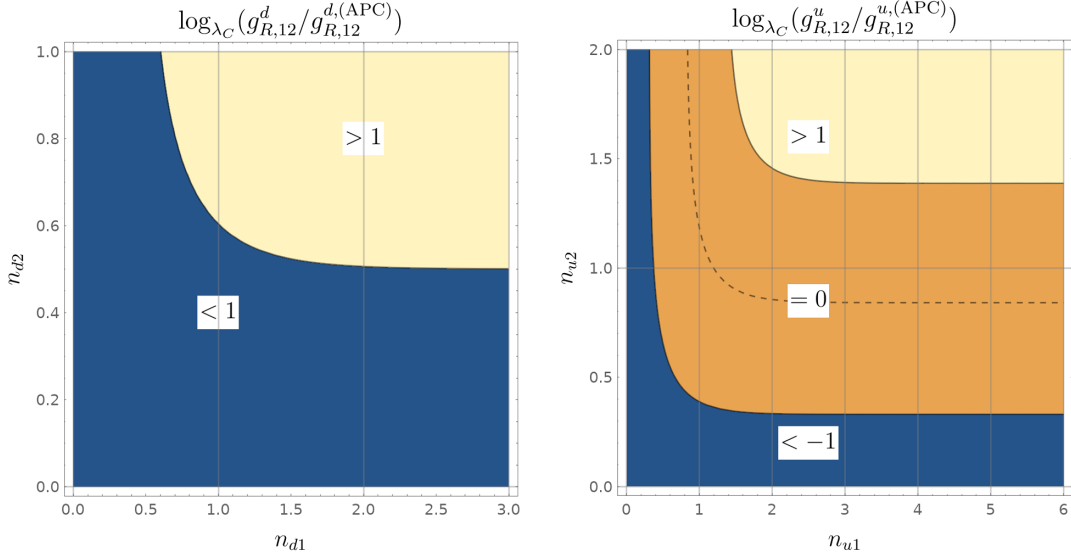 log_{λ_C}(g^d_{R,12}/g^{d,(APC)}_{R,12})
1.0
0.8
0.6
0.4
0.2
0.0
n_{d2}
> 1
< 1
0.0 0.5 1.0 1.5 2.0 2.5 3.0
n_{d1}
log_{λ_C}(g^u_{R,12}/g^{u,(APC)}_{R,12})
2.0
1.5
1.0
0.5
0.0
n_{u2}
> 1
= 0
< −1
0 1 2 3 4 5 6
n_{u1}